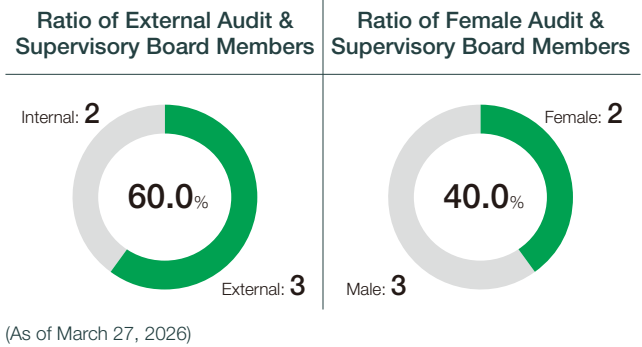 Ratio of External Audit &
Supervisory Board Members
Internal: 2
60.0%
External: 3
Ratio of Female Audit &
Supervisory Board Members
Female: 2
40.0%
Male: 3
(As of March 27, 2026)